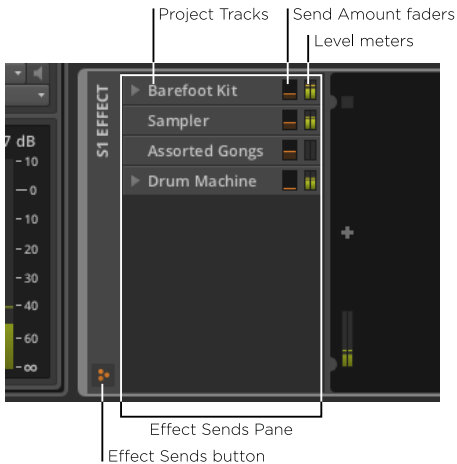 Project Tracks
Send Amount faders
Level meters
S1 EFFECT
Barefoot Kit
Sampler
Assorted Gongs
Drum Machine
7 dB
-10
-0
-10
-20
-30
-40
-60
-∞
Effect Sends Pane
Effect Sends button